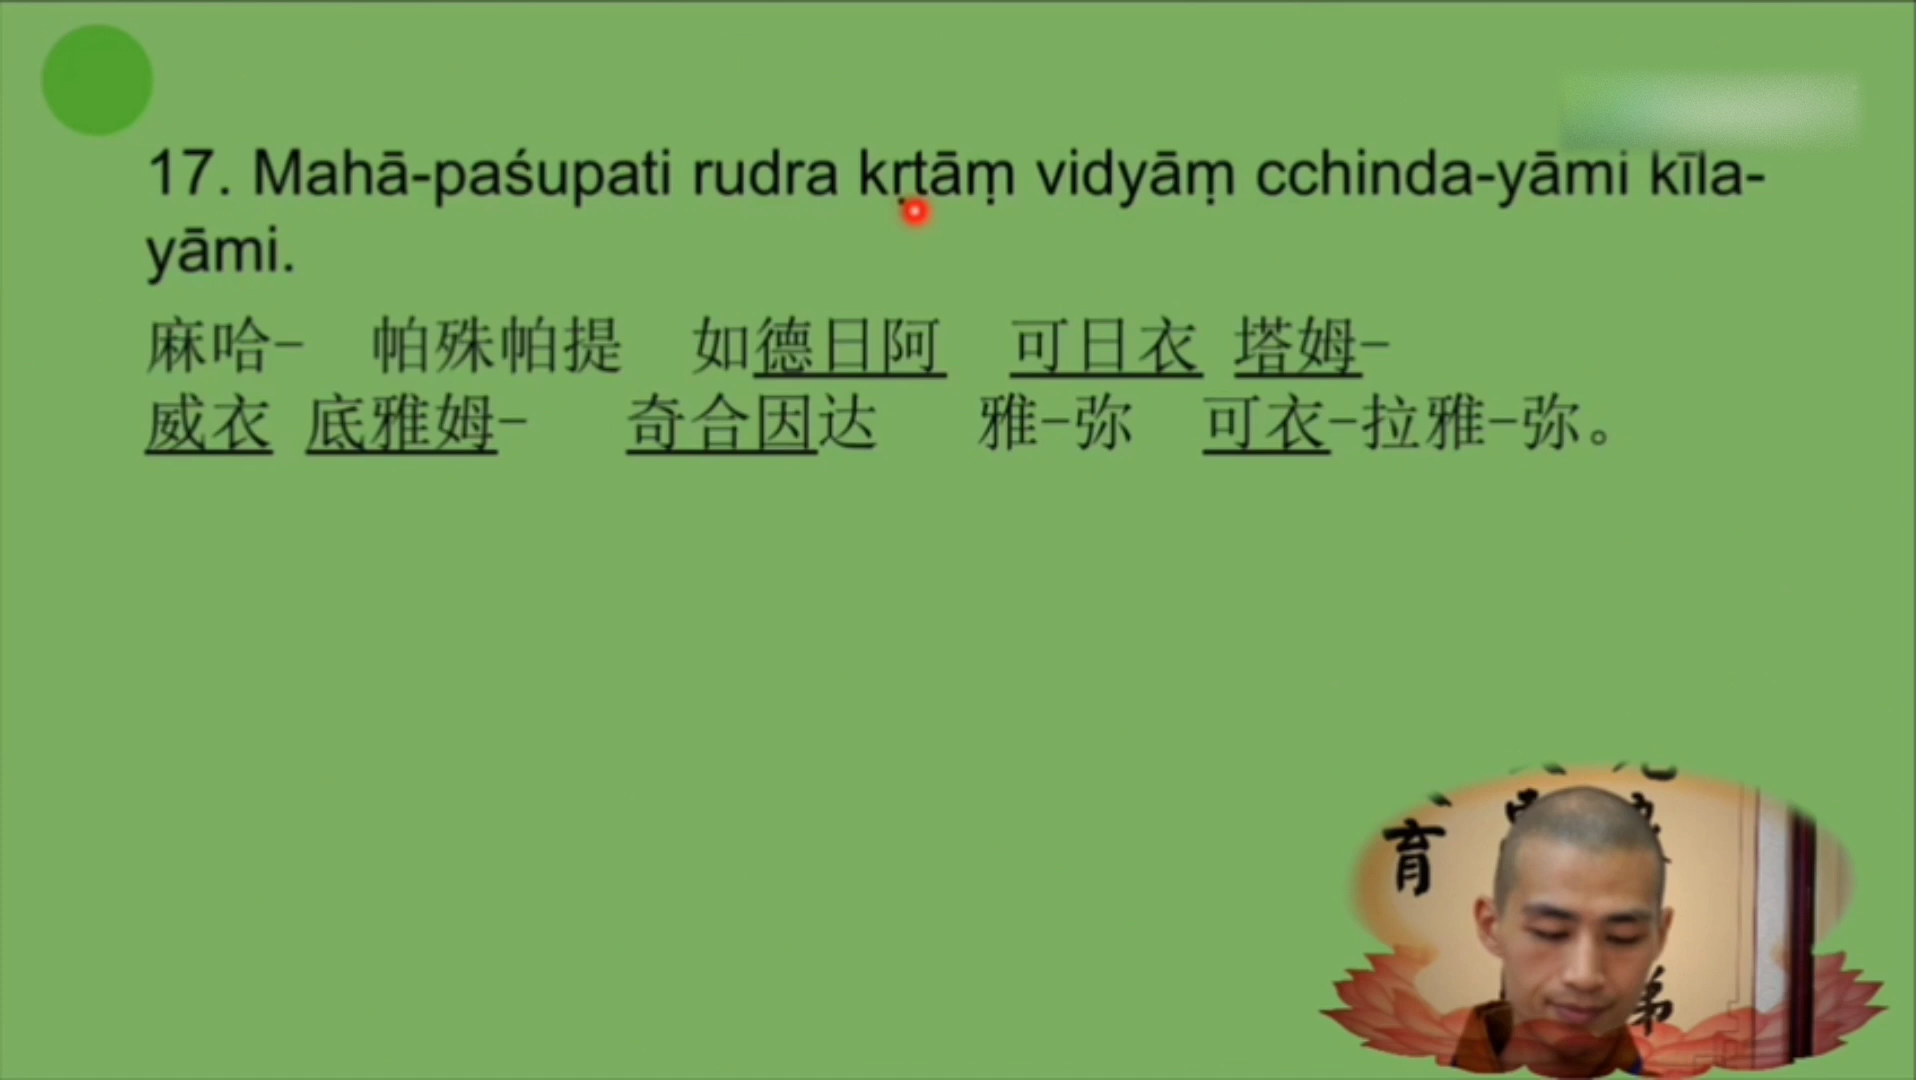 17. Mahā-paśupati rudra kṛtāṃ vidyāṃ cchinda-yāmi kīla-
yāmi.
麻哈- 帕殊帕提 如德日阿 可日衣 塔姆-
威衣 底雅姆- 奇合因达 雅-弥 可衣-拉雅-弥。
育
弟